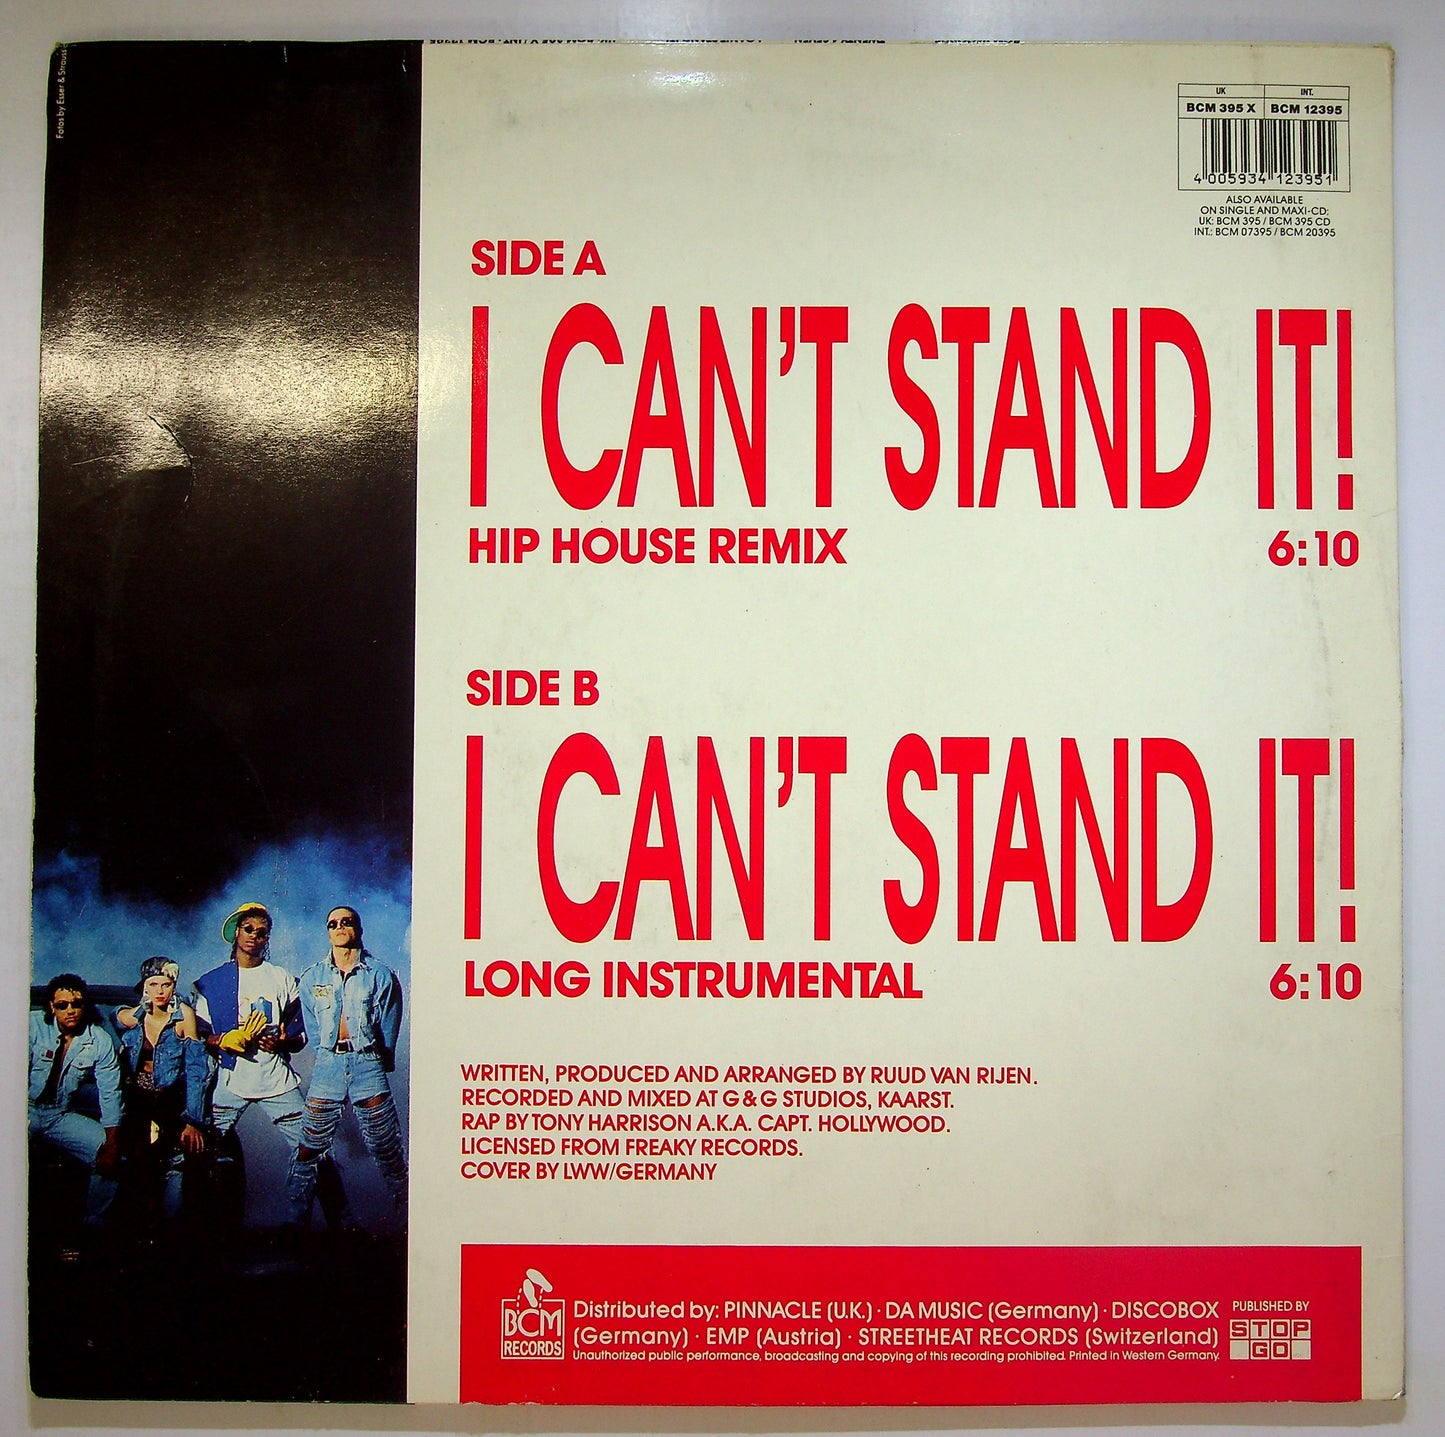 Fotos by Esser & Strauss
UK INT.
BCM 395 X BCM 12395
4 005934 123951
ALSO AVAILABLE
ON SINGLE AND MAXI-CD:
UK: BCM 395 / BCM 395 CD
INT.: BCM 07395 / BCM 20395
SIDE A
I CAN'T STAND IT!
HIP HOUSE REMIX 6:10
SIDE B
I CAN'T STAND IT!
LONG INSTRUMENTAL 6:10
WRITTEN, PRODUCED AND ARRANGED BY RUUD VAN RIJEN.
RECORDED AND MIXED AT G & G STUDIOS, KAARST.
RAP BY TONY HARRISON A.K.A. CAPT. HOLLYWOOD.
LICENSED FROM FREAKY RECORDS.
COVER BY LWW/GERMANY
BCM
RECORDS
Distributed by: PINNACLE (U.K.) · DA MUSIC (Germany) · DISCOBOX
(Germany) · EMP (Austria) · STREETHEAT RECORDS (Switzerland)
Unauthorized public performance, broadcasting and copying of this recording prohibited. Printed in Western Germany.
PUBLISHED BY
STOP
GO